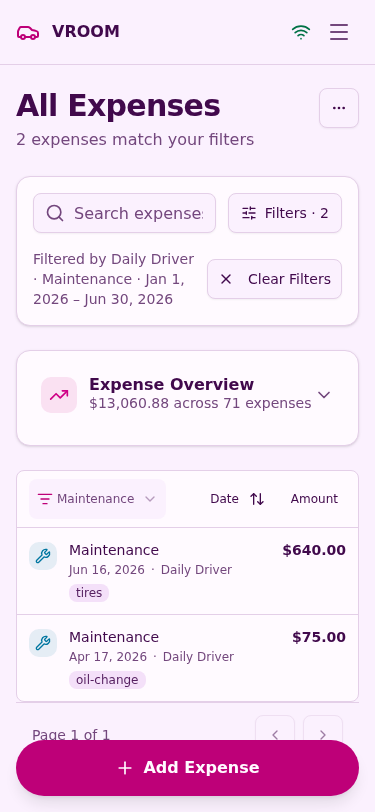 VROOM
All Expenses
2 expenses match your filters
Search expenses
Filters · 2
Filtered by Daily Driver
· Maintenance · Jan 1,
2026 – Jun 30, 2026
Clear Filters
Expense Overview
$13,060.88 across 71 expenses
Maintenance
Date
Amount
Maintenance
$640.00
Jun 16, 2026 · Daily Driver
tires
Maintenance
$75.00
Apr 17, 2026 · Daily Driver
oil-change
Page 1 of 1
Add Expense